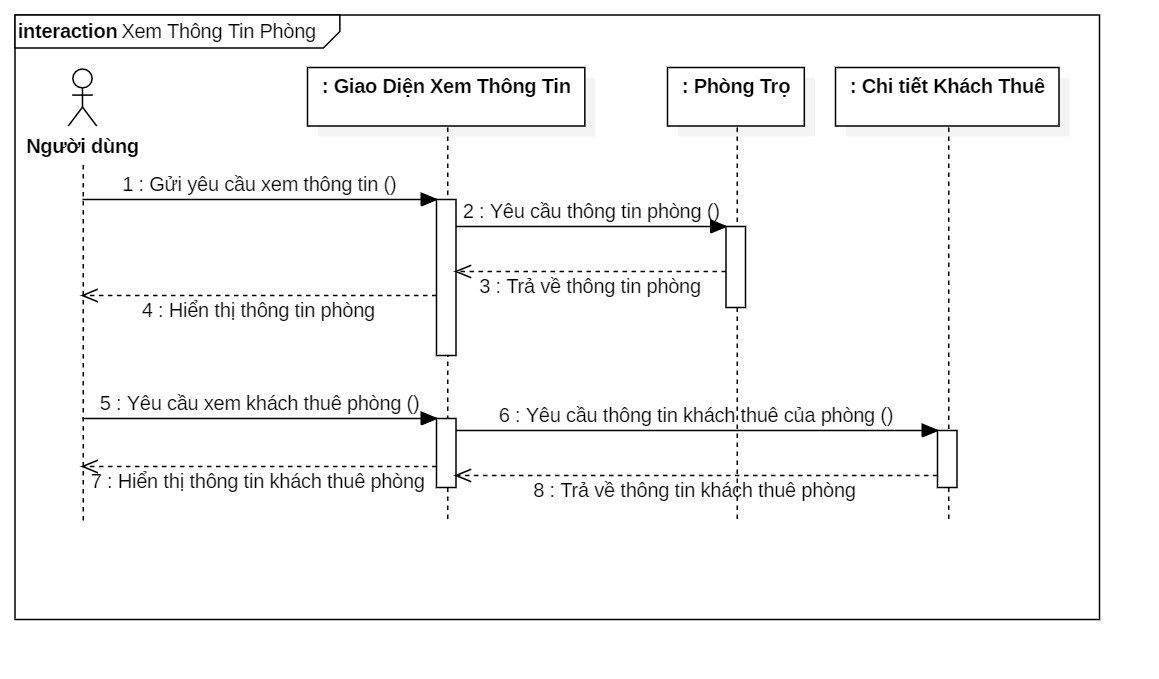 interaction Xem Thông Tin Phòng
: Giao Diện Xem Thông Tin
: Phòng Trọ
: Chi tiết Khách Thuê
Người dùng
1 : Gửi yêu cầu xem thông tin ()
2 : Yêu cầu thông tin phòng ()
3 : Trả về thông tin phòng
4 : Hiển thị thông tin phòng
5 : Yêu cầu xem khách thuê phòng ()
6 : Yêu cầu thông tin khách thuê của phòng ()
7 : Hiển thị thông tin khách thuê phòng
8 : Trả về thông tin khách thuê phòng